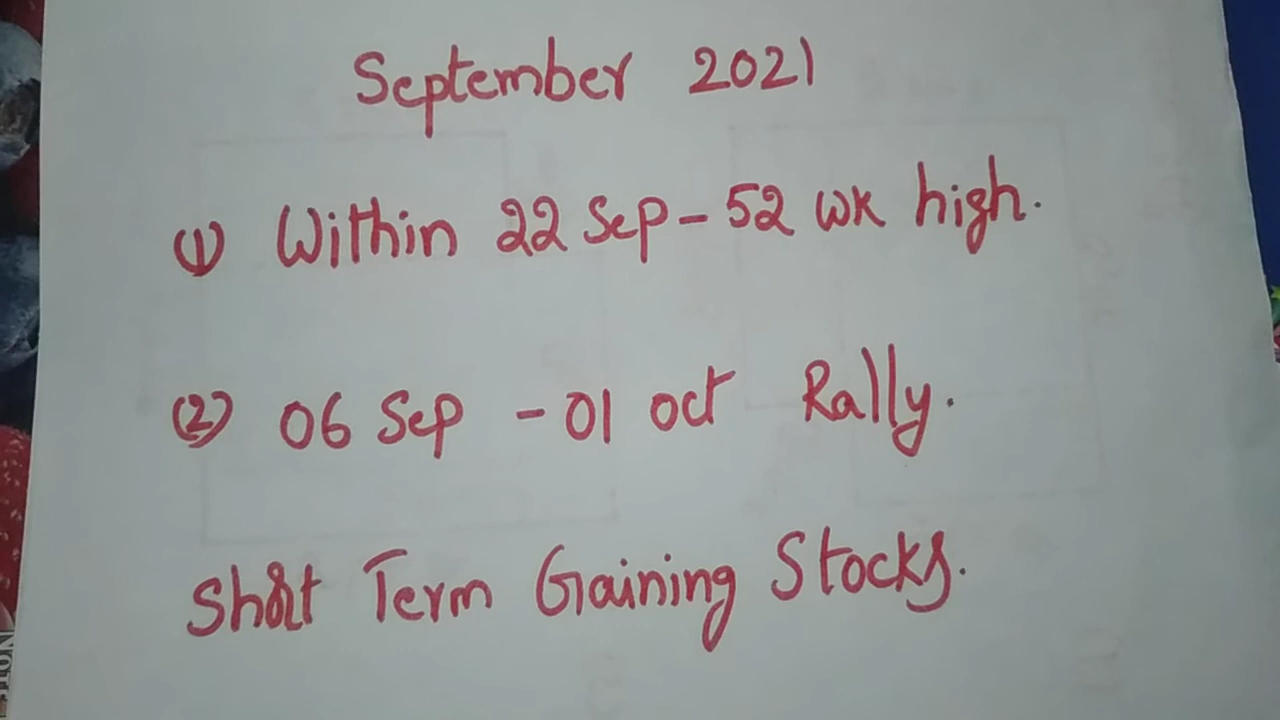 September 2021
(1) Within 22 Sep - 52 wk high.
(2) 06 Sep - 01 oct Rally.
Short Term Gaining Stocks.